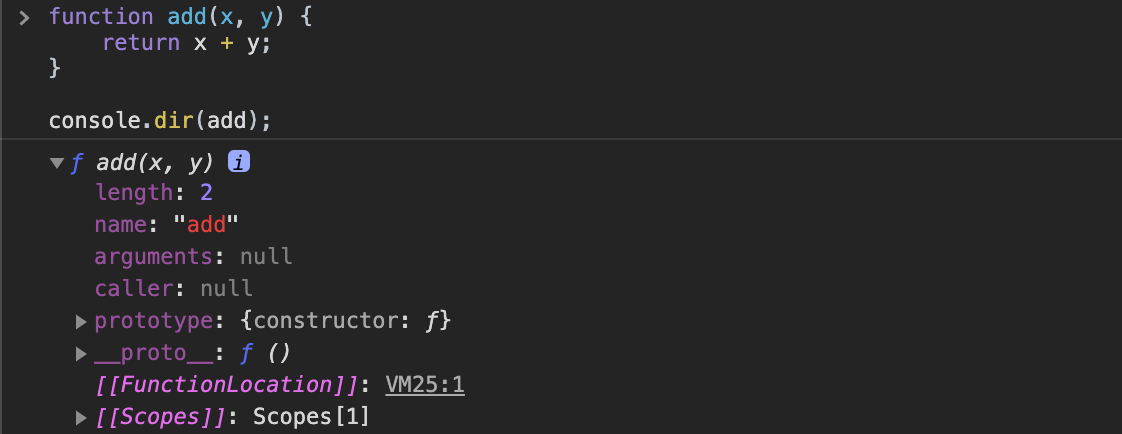 > function add(x, y) {
    return x + y;
}
console.dir(add);
▼ ƒ add(x, y) i
length: 2
name: "add"
arguments: null
caller: null
▶ prototype: {constructor: ƒ}
▶ __proto__: ƒ ()
[[FunctionLocation]]: VM25:1
▶ [[Scopes]]: Scopes[1]